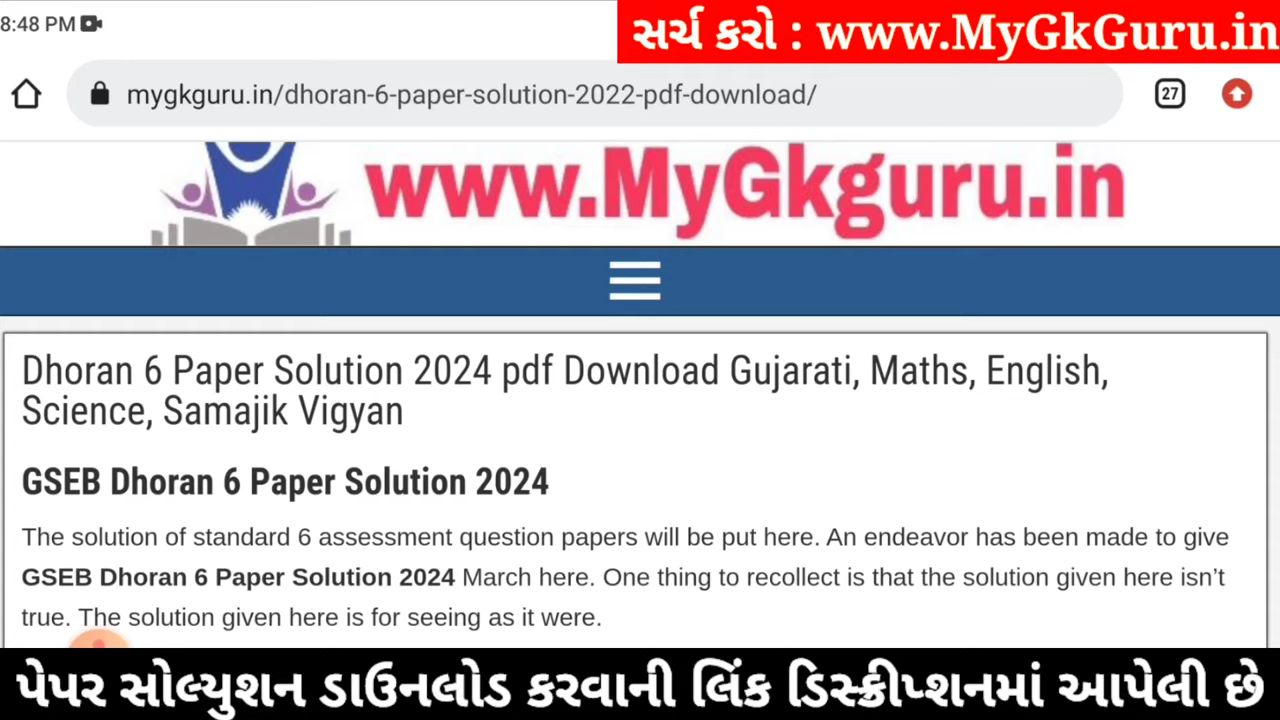 8:48 PM
સર્ચ કરો : www.MyGkGuru.in
mygkguru.in/dhoran-6-paper-solution-2022-pdf-download/
27
www.MyGkguru.in
Dhoran 6 Paper Solution 2024 pdf Download Gujarati, Maths, English,
Science, Samajik Vigyan
GSEB Dhoran 6 Paper Solution 2024
The solution of standard 6 assessment question papers will be put here. An endeavor has been made to give
GSEB Dhoran 6 Paper Solution 2024 March here. One thing to recollect is that the solution given here isn’t
true. The solution given here is for seeing as it were.
પેપર સોલ્યુશન ડાઉનલોડ કરવાની લિંક ડિસ્ક્રીપ્શનમાં આપેલી છે